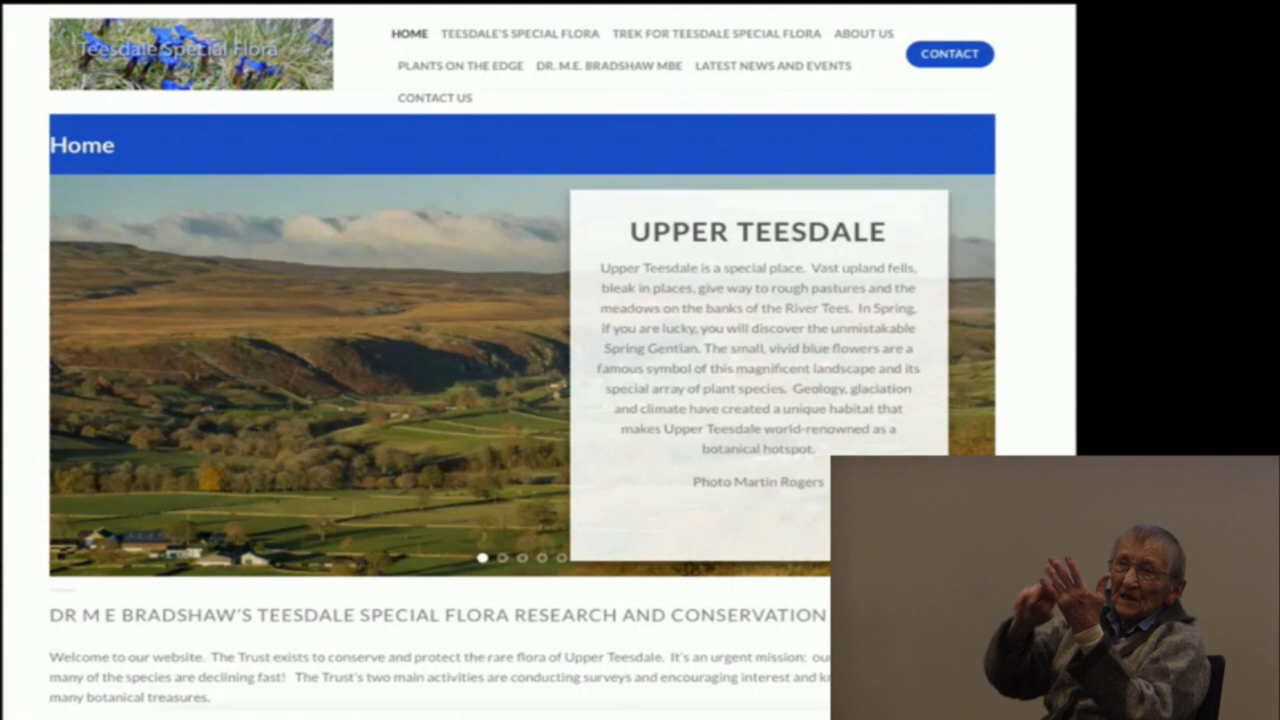 Teesdale Special Flora
HOME TEESDALE'S SPECIAL FLORA TREK FOR TEESDALE SPECIAL FLORA ABOUT US
PLANTS ON THE EDGE DR. M.E. BRADSHAW MBE LATEST NEWS AND EVENTS
CONTACT US
CONTACT
Home
UPPER TEESDALE
Upper Teesdale is a special place. Vast upland fells,
bleak in places, give way to rough pastures and the
meadows on the banks of the River Tees. In Spring,
if you are lucky, you will discover the unmistakable
Spring Gentian. The small, vivid blue flowers are a
famous symbol of this magnificent landscape and its
special array of plant species. Geology, glaciation
and climate have created a unique habitat that
makes Upper Teesdale world-renowned as a
botanical hotspot.
Photo Martin Rogers
DR M E BRADSHAW'S TEESDALE SPECIAL FLORA RESEARCH AND CONSERVATION
Welcome to our website. The Trust exists to conserve and protect the rare flora of Upper Teesdale. It's an urgent mission:
many of the species are declining fast! The Trust's two main activities are conducting surveys and encouraging interest and
many botanical treasures.